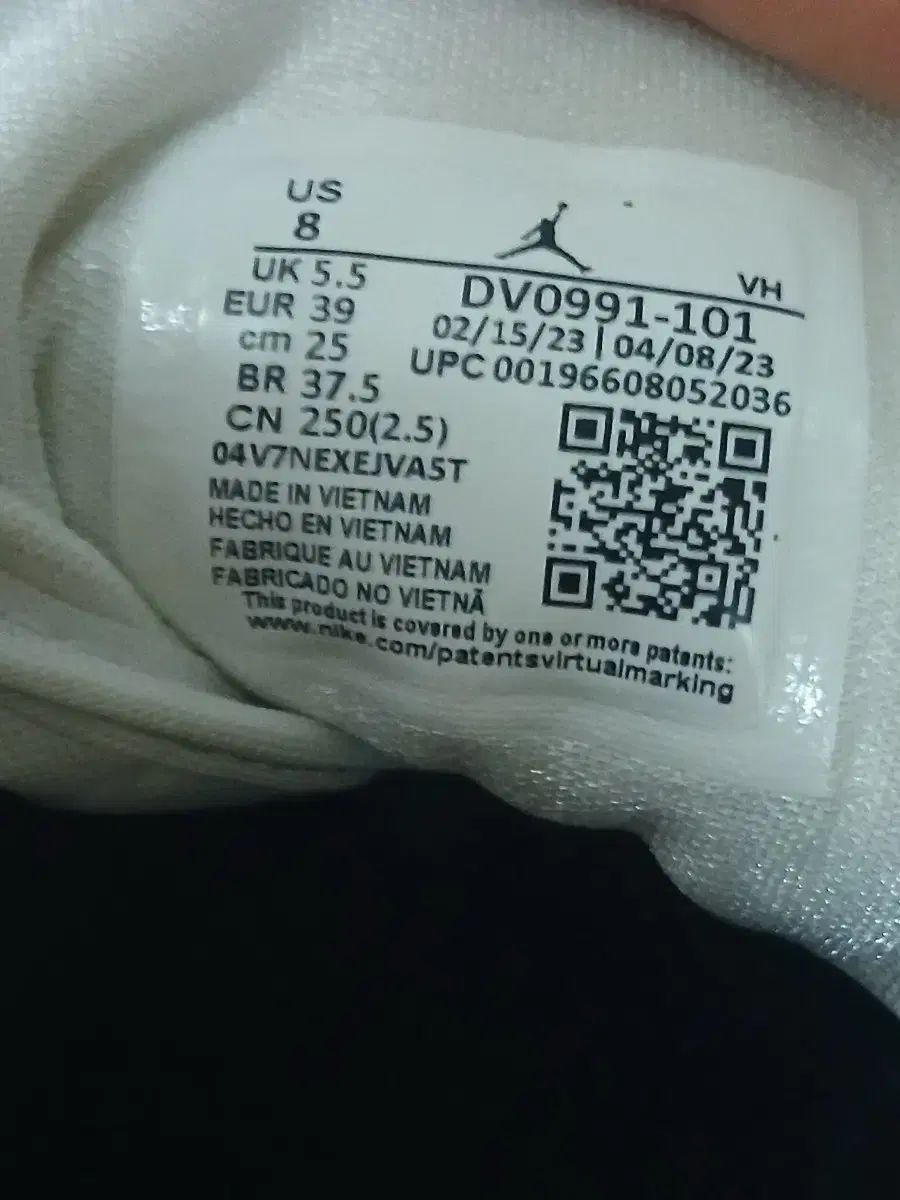 US
8
UK 5.5
EUR 39
cm 25
BR 37.5
CN 250(2.5)
04V7NEXEJVA5T
VH
DV0991-101
02/15/23 | 04/08/23
UPC 00196608052036
MADE IN VIETNAM
HECHO EN VIETNAM
FABRIQUE AU VIETNAM
FABRICADO NO VIETNÃ
This product is covered by one or more patents:
www.nike.com/patentsvirtualmarking